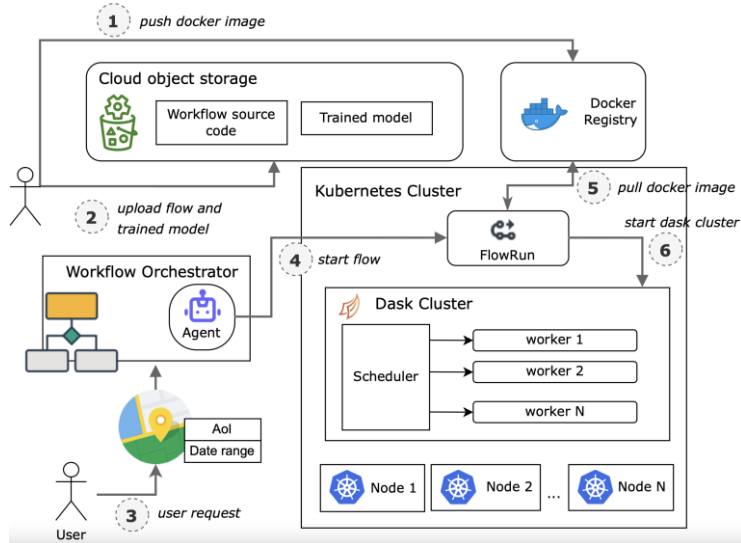 1
push docker image
Cloud object storage
Workflow source
code
Trained model
Docker
Registry
2
upload flow and
trained model
Kubernetes Cluster
5
pull docker image
FlowRun
start dask cluster
6
4
start flow
Workflow Orchestrator
Agent
Dask Cluster
Scheduler
worker 1
worker 2
worker N
AoI
Date range
3
user request
User
Node 1
Node 2
...
Node N